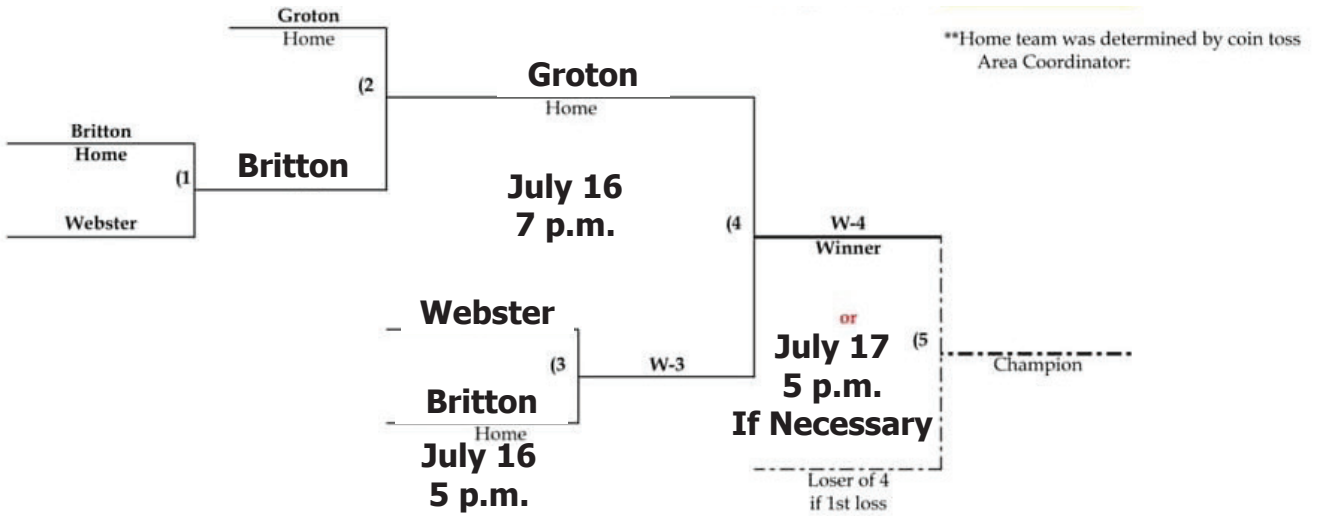 Groton
Home
**Home team was determined by coin toss
Area Coordinator:
(2
Groton
Home
Britton
Home
(1
Britton
Webster
July 16
7 p.m.
(4
W-4
Winner
Webster
or
(3
W-3
July 17
5 p.m.
If Necessary
(5
Champion
Britton
Home
July 16
5 p.m.
Loser of 4
if 1st loss